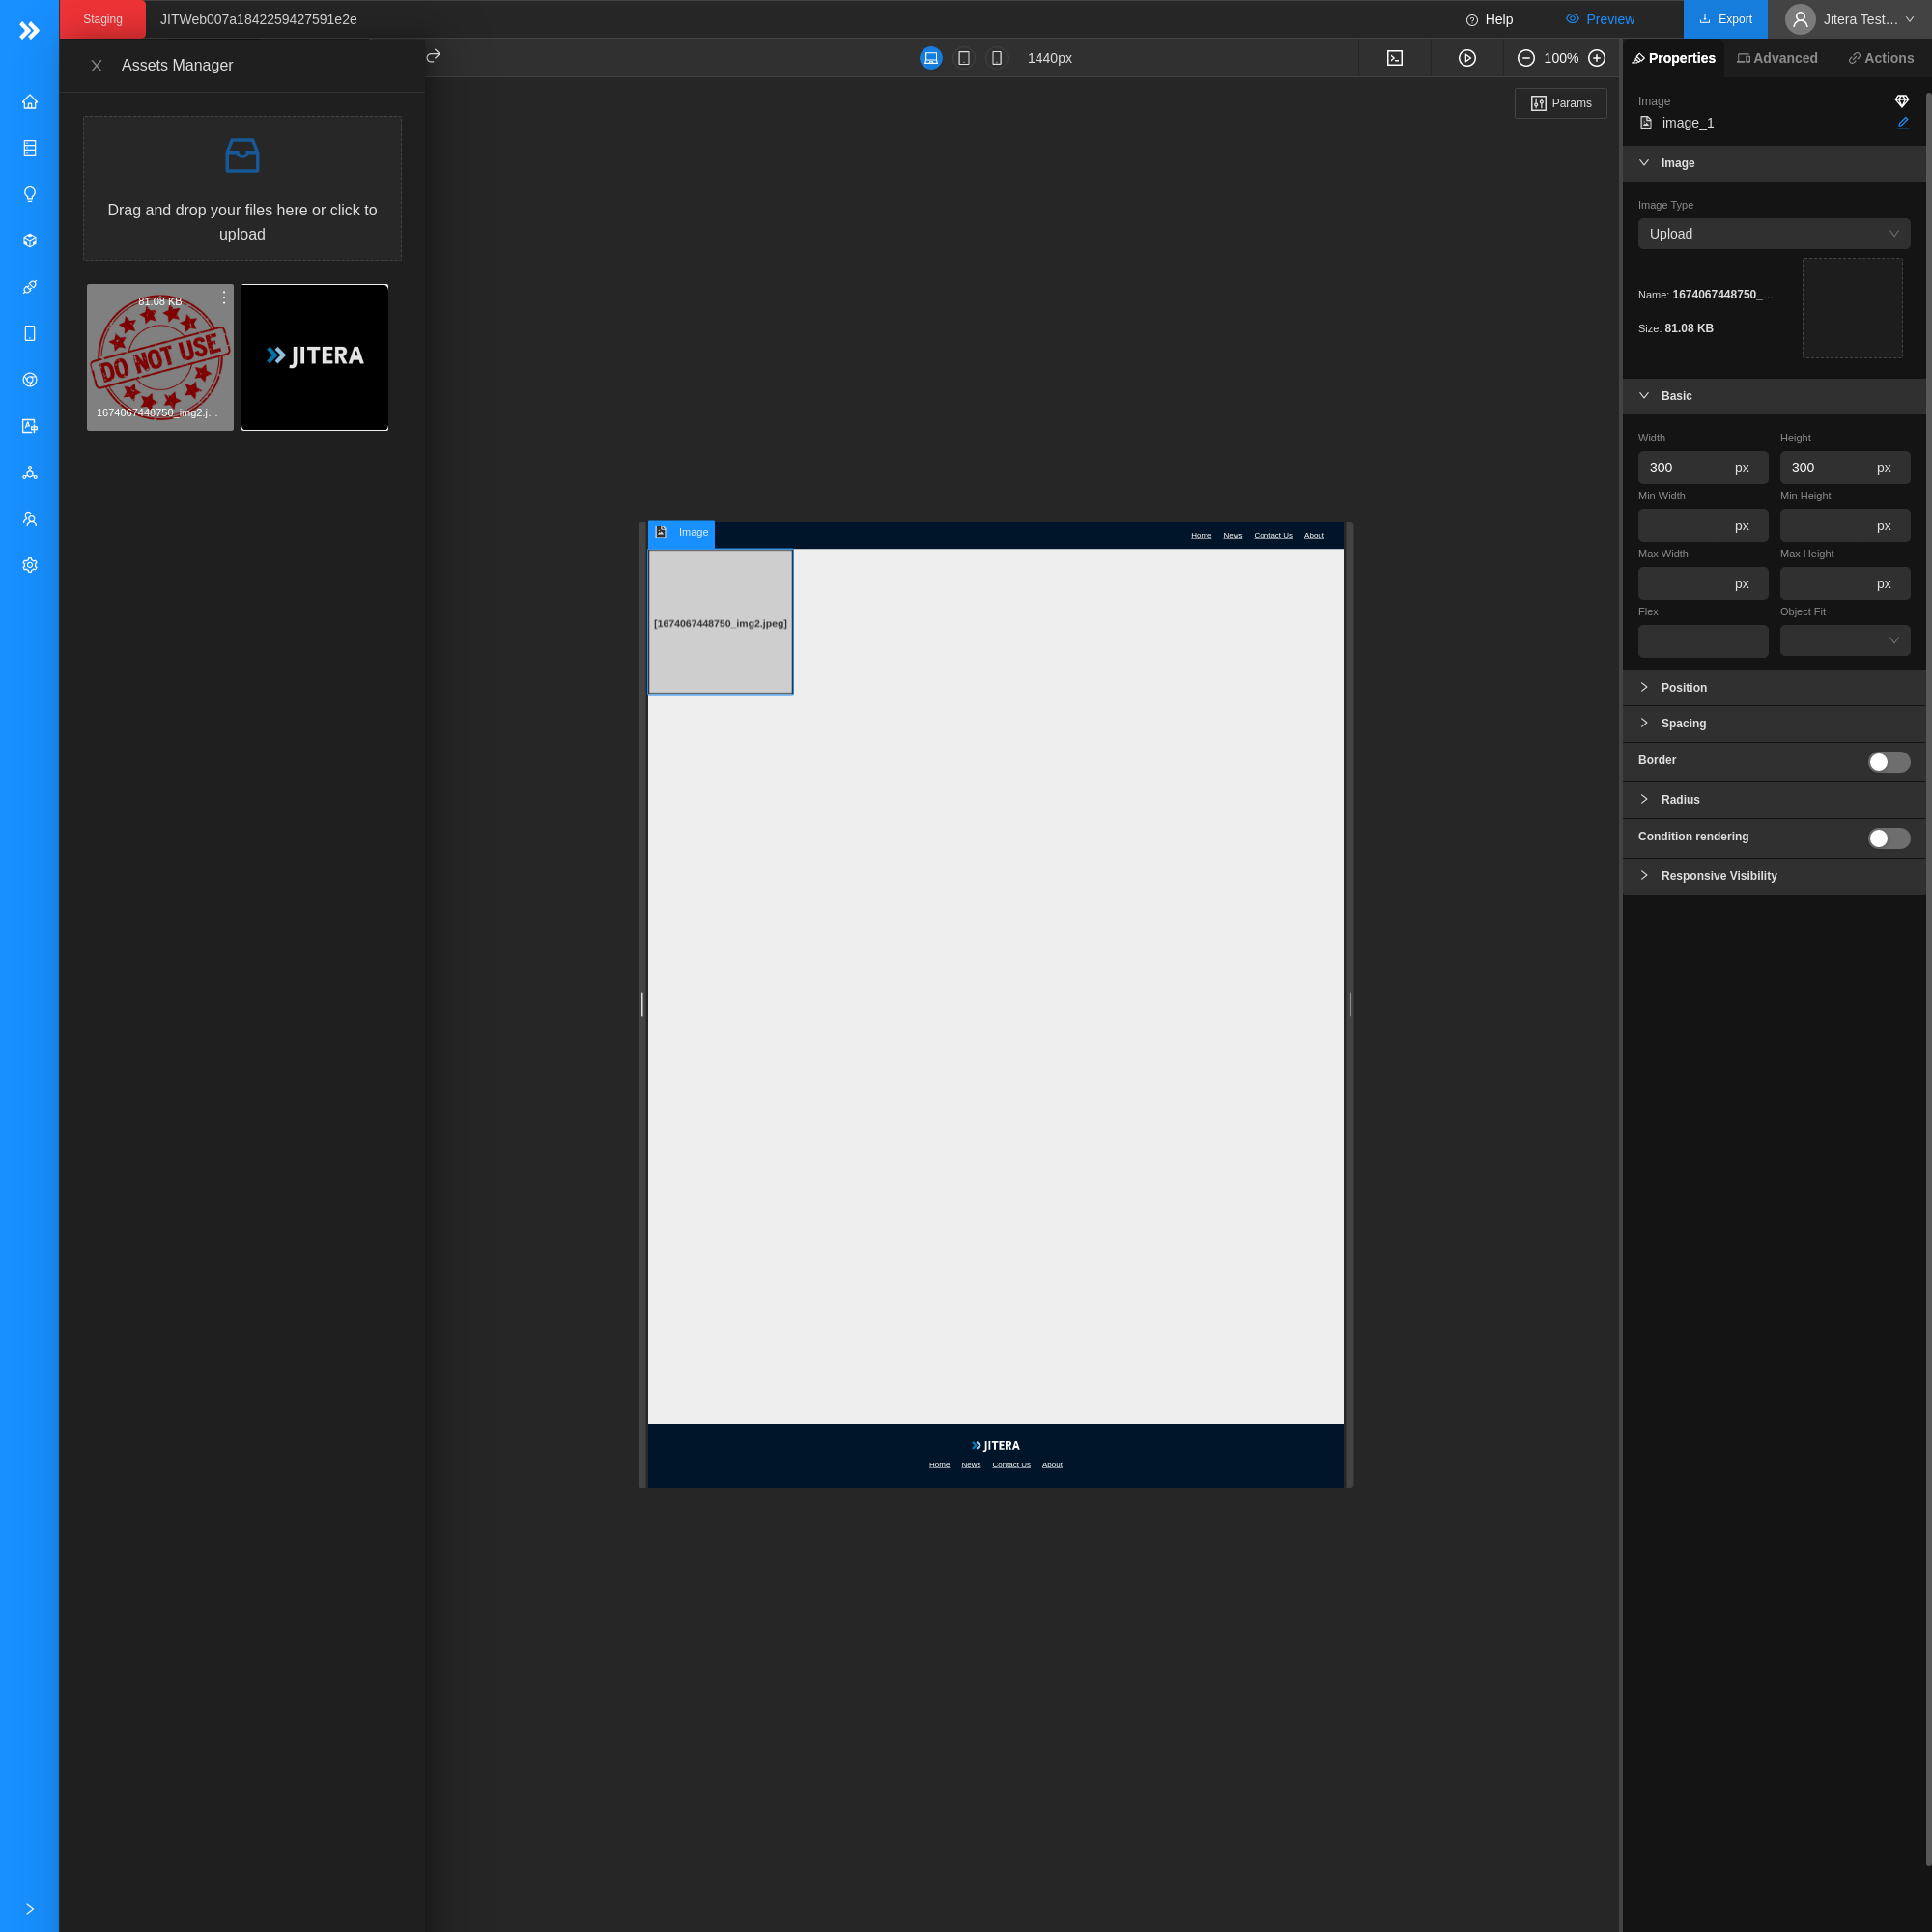 Staging
JITWeb007a1842259427591e2e
Help
Preview
Export
Jitera Test...
Assets Manager
1440px
100%
Properties
Advanced
Actions
Params
Drag and drop your files here or click to
upload
81.08 KB
DO NOT USE
1674067448750_img2.j...
JITERA
Image
Home
News
Contact Us
About
[1674067448750_img2.jpeg]
JITERA
Home
News
Contact Us
About
Image
image_1
Image
Image Type
Upload
Name: 1674067448750_...
Size: 81.08 KB
Basic
Width
Height
300 px
300 px
Min Width
Min Height
px
px
Max Width
Max Height
px
px
Flex
Object Fit
Position
Spacing
Border
Radius
Condition rendering
Responsive Visibility